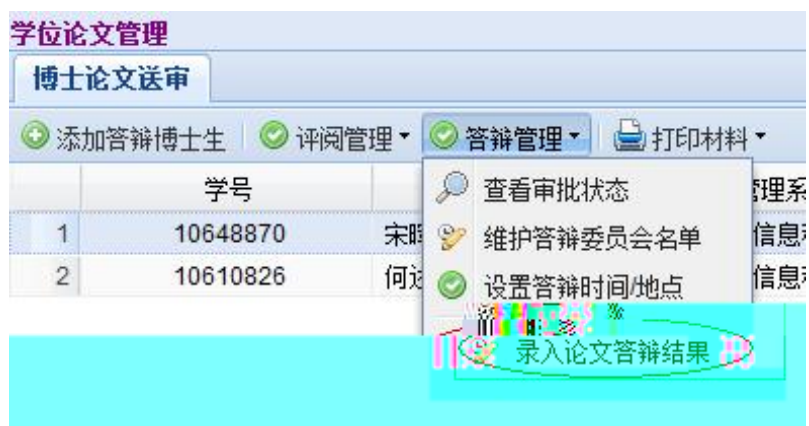 学位论文管理
博士论文送审
添加答辩博士生 评阅管理 答辩管理 打印材料
学号 管理系
1 10648870 宋 信息
2 10610826 何 信息
查看审批状态
维护答辩委员会名单
设置答辩时间/地点
录入论文答辩结果